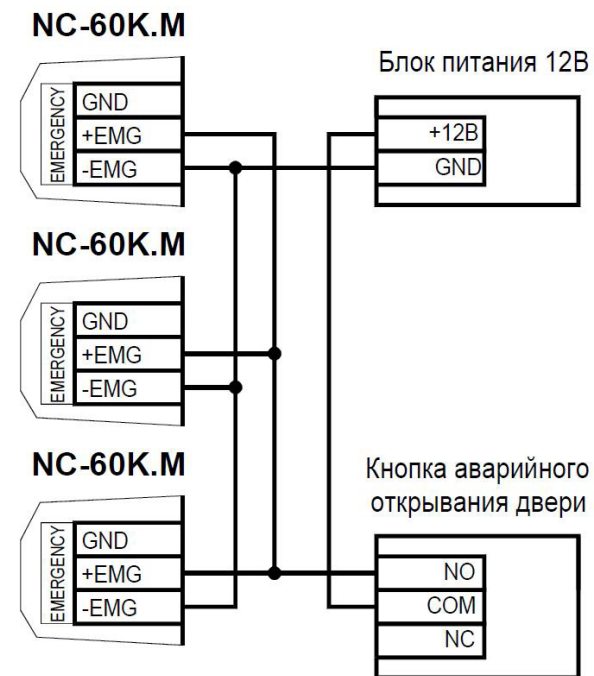 NC-60K.M
EMERGENCY
GND
+EMG
-EMG
Блок питания 12В
+12В
GND
NC-60K.M
EMERGENCY
GND
+EMG
-EMG
NC-60K.M
EMERGENCY
GND
+EMG
-EMG
Кнопка аварийного
открывания двери
NO
COM
NC